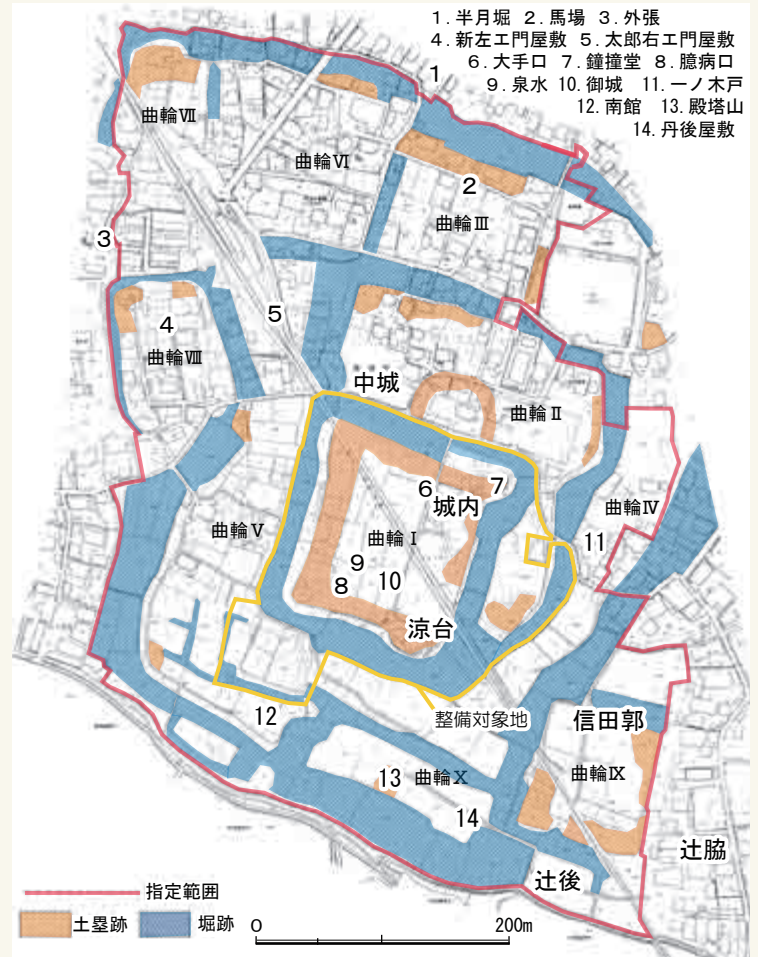 1.半月堀 2.馬場 3.外張
4.新左エ門屋敷 5.太郎右エ門屋敷
6.大手口 7.鐘撞堂 8.臆病口
9.泉水 10.御城 11.一ノ木戸
12.南館 13.殿塔山
14.丹後屋敷
1
曲輪Ⅶ
曲輪Ⅵ
2
曲輪Ⅲ
3
5
4
曲輪Ⅷ
中城
曲輪Ⅱ
6
7
城内
曲輪Ⅳ
曲輪Ⅴ
曲輪Ⅰ
11
9
8
10
涼台
12
整備対象地
信田郭
13
曲輪Ⅹ
曲輪Ⅸ
14
辻脇
辻後
指定範囲
土塁跡
堀跡
0
200m